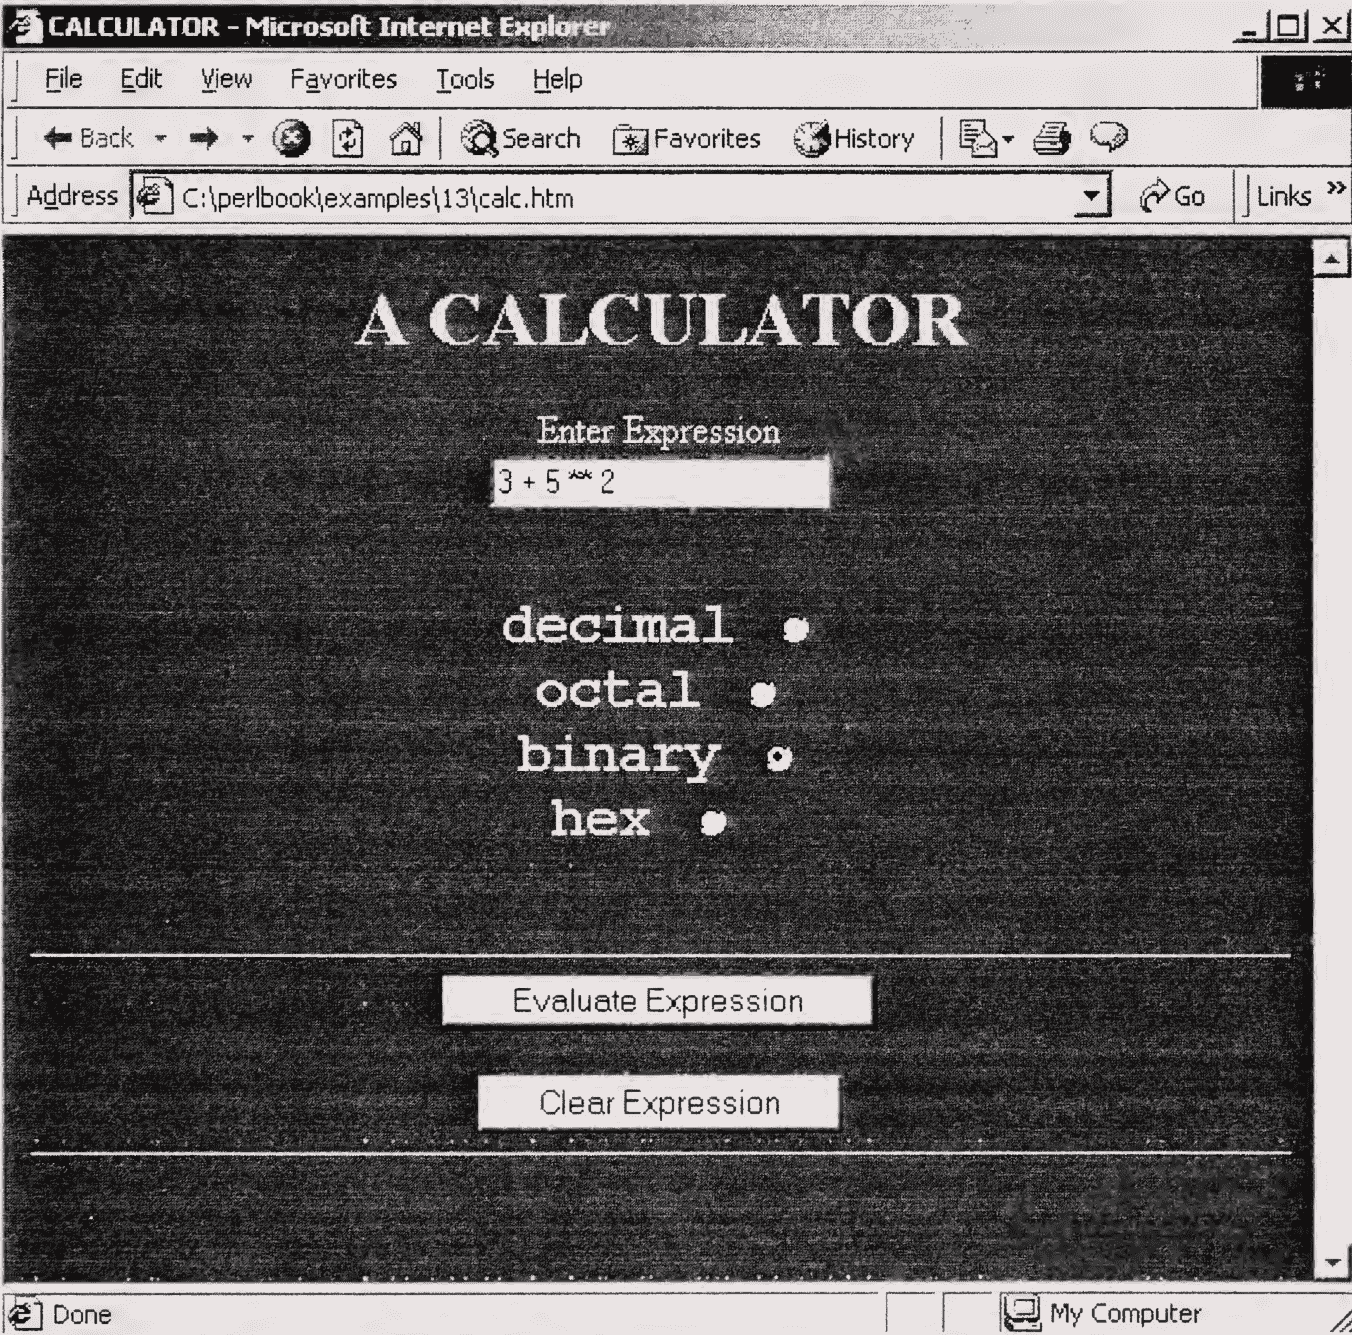 CALCULATOR - Microsoft Internet Explorer
File Edit View Favorites Tools Help
Back Search Favorites History
Address C:\perlbook\examples\13\calc.htm Go Links »
A CALCULATOR
Enter Expression
3 + 5 ** 2
decimal
octal
binary
hex
Evaluate Expression
Clear Expression
Done My Computer